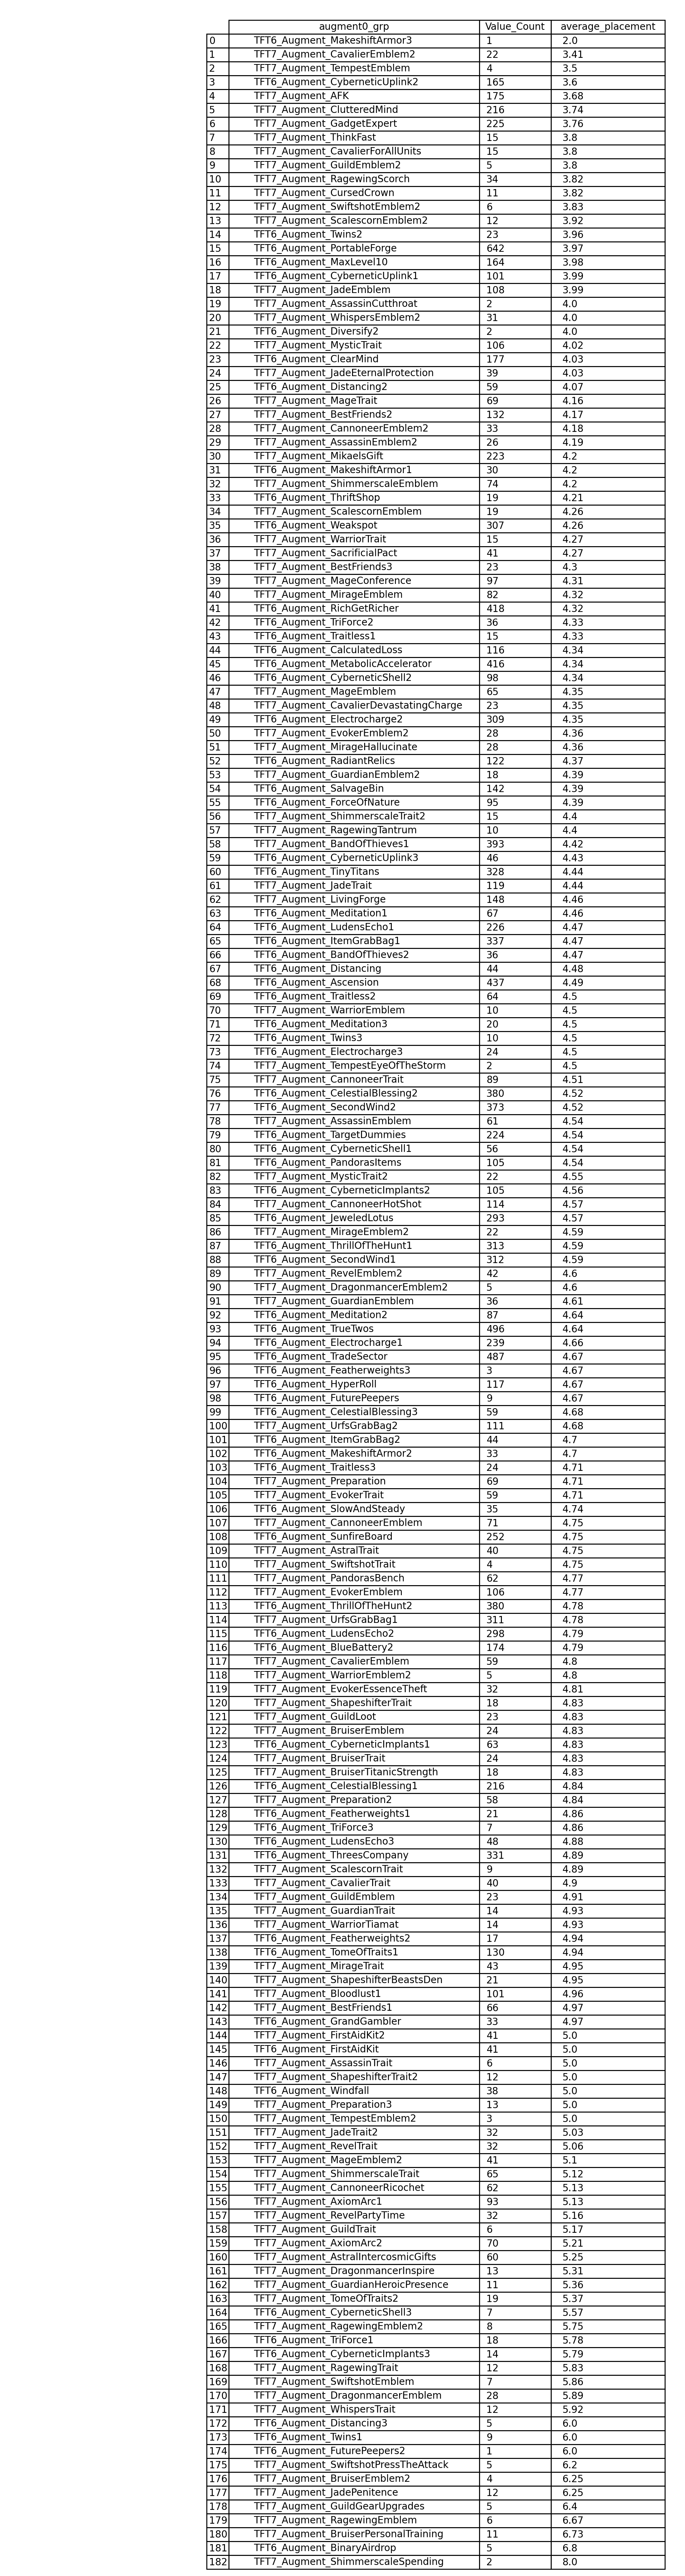 augment0_grp Value_Count average_placement
0 TFT6_Augment_MakeshiftArmor3 1 2.0
1 TFT7_Augment_CavalierEmblem2 22 3.41
2 TFT7_Augment_TempestEmblem 4 3.5
3 TFT6_Augment_CyberneticUplink2 165 3.6
4 TFT7_Augment_AFK 175 3.68
5 TFT7_Augment_ClutteredMind 216 3.74
6 TFT7_Augment_GadgetExpert 225 3.76
7 TFT7_Augment_ThinkFast 15 3.8
8 TFT7_Augment_CavalierForAllUnits 15 3.8
9 TFT7_Augment_GuildEmblem2 5 3.8
10 TFT7_Augment_RagewingScorch 34 3.82
11 TFT7_Augment_CursedCrown 11 3.82
12 TFT7_Augment_SwiftshotEmblem2 6 3.83
13 TFT7_Augment_ScalescornEmblem2 12 3.92
14 TFT6_Augment_Twins2 23 3.96
15 TFT6_Augment_PortableForge 642 3.97
16 TFT7_Augment_MaxLevel10 164 3.98
17 TFT6_Augment_CyberneticUplink1 101 3.99
18 TFT7_Augment_JadeEmblem 108 3.99
19 TFT7_Augment_AssassinCutthroat 2 4.0
20 TFT7_Augment_WhispersEmblem2 31 4.0
21 TFT6_Augment_Diversify2 2 4.0
22 TFT7_Augment_MysticTrait 106 4.02
23 TFT6_Augment_ClearMind 177 4.03
24 TFT7_Augment_JadeEternalProtection 39 4.03
25 TFT6_Augment_Distancing2 59 4.07
26 TFT7_Augment_MageTrait 69 4.16
27 TFT7_Augment_BestFriends2 132 4.17
28 TFT7_Augment_CannoneerEmblem2 33 4.18
29 TFT7_Augment_AssassinEmblem2 26 4.19
30 TFT7_Augment_MikaelsGift 223 4.2
31 TFT6_Augment_MakeshiftArmor1 30 4.2
32 TFT7_Augment_ShimmerscaleEmblem 74 4.2
33 TFT6_Augment_ThriftShop 19 4.21
34 TFT7_Augment_ScalescornEmblem 19 4.26
35 TFT6_Augment_Weakspot 307 4.26
36 TFT7_Augment_WarriorTrait 15 4.27
37 TFT7_Augment_SacrificialPact 41 4.27
38 TFT7_Augment_BestFriends3 23 4.3
39 TFT7_Augment_MageConference 97 4.31
40 TFT7_Augment_MirageEmblem 82 4.32
41 TFT6_Augment_RichGetRicher 418 4.32
42 TFT6_Augment_TriForce2 36 4.33
43 TFT6_Augment_Traitless1 15 4.33
44 TFT6_Augment_CalculatedLoss 116 4.34
45 TFT6_Augment_MetabolicAccelerator 416 4.34
46 TFT6_Augment_CyberneticShell2 98 4.34
47 TFT7_Augment_MageEmblem 65 4.35
48 TFT7_Augment_CavalierDevastatingCharge 23 4.35
49 TFT6_Augment_Electrocharge2 309 4.35
50 TFT7_Augment_EvokerEmblem2 28 4.36
51 TFT7_Augment_MirageHallucinate 28 4.36
52 TFT6_Augment_RadiantRelics 122 4.37
53 TFT7_Augment_GuardianEmblem2 18 4.39
54 TFT6_Augment_SalvageBin 142 4.39
55 TFT6_Augment_ForceOfNature 95 4.39
56 TFT7_Augment_ShimmerscaleTrait2 15 4.4
57 TFT7_Augment_RagewingTantrum 10 4.4
58 TFT7_Augment_BandOfThieves1 393 4.42
59 TFT6_Augment_CyberneticUplink3 46 4.43
60 TFT6_Augment_TinyTitans 328 4.44
61 TFT7_Augment_JadeTrait 119 4.44
62 TFT7_Augment_LivingForge 148 4.46
63 TFT6_Augment_Meditation1 67 4.46
64 TFT6_Augment_LudensEcho1 226 4.47
65 TFT6_Augment_ItemGrabBag1 337 4.47
66 TFT6_Augment_BandOfThieves2 36 4.47
67 TFT6_Augment_Distancing 44 4.48
68 TFT6_Augment_Ascension 437 4.49
69 TFT6_Augment_Traitless2 64 4.5
70 TFT7_Augment_WarriorEmblem 10 4.5
71 TFT6_Augment_Meditation3 20 4.5
72 TFT6_Augment_Twins3 10 4.5
73 TFT6_Augment_Electrocharge3 24 4.5
74 TFT7_Augment_TempestEyeOfTheStorm 2 4.5
75 TFT7_Augment_CannoneerTrait 89 4.51
76 TFT6_Augment_CelestialBlessing2 380 4.52
77 TFT6_Augment_SecondWind2 373 4.52
78 TFT7_Augment_AssassinEmblem 61 4.54
79 TFT6_Augment_TargetDummies 224 4.54
80 TFT6_Augment_CyberneticShell1 56 4.54
81 TFT6_Augment_PandorasItems 105 4.54
82 TFT7_Augment_MysticTrait2 22 4.55
83 TFT6_Augment_CyberneticImplants2 105 4.56
84 TFT7_Augment_CannoneerHotShot 114 4.57
85 TFT6_Augment_JeweledLotus 293 4.57
86 TFT7_Augment_MirageEmblem2 22 4.59
87 TFT6_Augment_ThrillOfTheHunt1 313 4.59
88 TFT6_Augment_SecondWind1 312 4.59
89 TFT7_Augment_RevelEmblem2 42 4.6
90 TFT7_Augment_DragonmancerEmblem2 5 4.6
91 TFT7_Augment_GuardianEmblem 36 4.61
92 TFT6_Augment_Meditation2 87 4.64
93 TFT6_Augment_TrueTwos 496 4.64
94 TFT6_Augment_Electrocharge1 239 4.66
95 TFT6_Augment_TradeSector 487 4.67
96 TFT6_Augment_Featherweights3 3 4.67
97 TFT6_Augment_HyperRoll 117 4.67
98 TFT6_Augment_FuturePeepers 9 4.67
99 TFT6_Augment_CelestialBlessing3 59 4.68
100 TFT7_Augment_UrfsGrabBag2 111 4.68
101 TFT6_Augment_ItemGrabBag2 44 4.7
102 TFT6_Augment_MakeshiftArmor2 33 4.7
103 TFT6_Augment_Traitless3 24 4.71
104 TFT7_Augment_Preparation 69 4.71
105 TFT7_Augment_EvokerTrait 59 4.71
106 TFT6_Augment_SlowAndSteady 35 4.74
107 TFT7_Augment_CannoneerEmblem 71 4.75
108 TFT6_Augment_SunfireBoard 252 4.75
109 TFT7_Augment_AstralTrait 40 4.75
110 TFT7_Augment_SwiftshotTrait 4 4.75
111 TFT7_Augment_PandorasBench 62 4.77
112 TFT7_Augment_EvokerEmblem 106 4.77
113 TFT6_Augment_ThrillOfTheHunt2 380 4.78
114 TFT7_Augment_UrfsGrabBag1 311 4.78
115 TFT6_Augment_LudensEcho2 298 4.79
116 TFT6_Augment_BlueBattery2 174 4.79
117 TFT7_Augment_CavalierEmblem 59 4.8
118 TFT7_Augment_WarriorEmblem2 5 4.8
119 TFT7_Augment_EvokerEssenceTheft 32 4.81
120 TFT7_Augment_ShapeshifterTrait 18 4.83
121 TFT7_Augment_GuildLoot 23 4.83
122 TFT7_Augment_BruiserEmblem 24 4.83
123 TFT6_Augment_CyberneticImplants1 63 4.83
124 TFT7_Augment_BruiserTrait 24 4.83
125 TFT7_Augment_BruiserTitanicStrength 18 4.83
126 TFT6_Augment_CelestialBlessing1 216 4.84
127 TFT7_Augment_Preparation2 58 4.84
128 TFT6_Augment_Featherweights1 21 4.86
129 TFT6_Augment_TriForce3 7 4.86
130 TFT6_Augment_LudensEcho3 48 4.88
131 TFT6_Augment_ThreesCompany 331 4.89
132 TFT7_Augment_ScalescornTrait 9 4.89
133 TFT7_Augment_CavalierTrait 40 4.9
134 TFT7_Augment_GuildEmblem 23 4.91
135 TFT7_Augment_GuardianTrait 14 4.93
136 TFT7_Augment_WarriorTiamat 14 4.93
137 TFT6_Augment_Featherweights2 17 4.94
138 TFT6_Augment_TomeOfTraits1 130 4.94
139 TFT7_Augment_MirageTrait 43 4.95
140 TFT7_Augment_ShapeshifterBeastsDen 21 4.95
141 TFT7_Augment_Bloodlust1 101 4.96
142 TFT7_Augment_BestFriends1 66 4.97
143 TFT6_Augment_GrandGambler 33 4.97
144 TFT7_Augment_FirstAidKit2 41 5.0
145 TFT6_Augment_FirstAidKit 41 5.0
146 TFT7_Augment_AssassinTrait 6 5.0
147 TFT7_Augment_ShapeshifterTrait2 12 5.0
148 TFT6_Augment_Windfall 38 5.0
149 TFT7_Augment_Preparation3 13 5.0
150 TFT7_Augment_TempestEmblem2 3 5.0
151 TFT7_Augment_JadeTrait2 32 5.03
152 TFT7_Augment_RevelTrait 32 5.06
153 TFT7_Augment_MageEmblem2 41 5.1
154 TFT7_Augment_ShimmerscaleTrait 65 5.12
155 TFT7_Augment_CannoneerRicochet 62 5.13
156 TFT7_Augment_AxiomArc1 93 5.13
157 TFT7_Augment_RevelPartyTime 32 5.16
158 TFT7_Augment_GuildTrait 6 5.17
159 TFT7_Augment_AxiomArc2 70 5.21
160 TFT7_Augment_AstralIntercosmicGifts 60 5.25
161 TFT7_Augment_DragonmancerInspire 13 5.31
162 TFT7_Augment_GuardianHeroicPresence 11 5.36
163 TFT7_Augment_TomeOfTraits2 19 5.37
164 TFT6_Augment_CyberneticShell3 7 5.57
165 TFT7_Augment_RagewingEmblem2 8 5.75
166 TFT6_Augment_TriForce1 18 5.78
167 TFT6_Augment_CyberneticImplants3 14 5.79
168 TFT7_Augment_RagewingTrait 12 5.83
169 TFT7_Augment_SwiftshotEmblem 7 5.86
170 TFT7_Augment_DragonmancerEmblem 28 5.89
171 TFT7_Augment_WhispersTrait 12 5.92
172 TFT6_Augment_Distancing3 5 6.0
173 TFT6_Augment_Twins1 9 6.0
174 TFT6_Augment_FuturePeepers2 1 6.0
175 TFT7_Augment_SwiftshotPressTheAttack 5 6.2
176 TFT7_Augment_BruiserEmblem2 4 6.25
177 TFT7_Augment_JadePenitence 12 6.25
178 TFT7_Augment_GuildGearUpgrades 5 6.4
179 TFT7_Augment_RagewingEmblem 6 6.67
180 TFT7_Augment_BruiserPersonalTraining 11 6.73
181 TFT6_Augment_BinaryAirdrop 5 6.8
182 TFT7_Augment_ShimmerscaleSpending 2 8.0